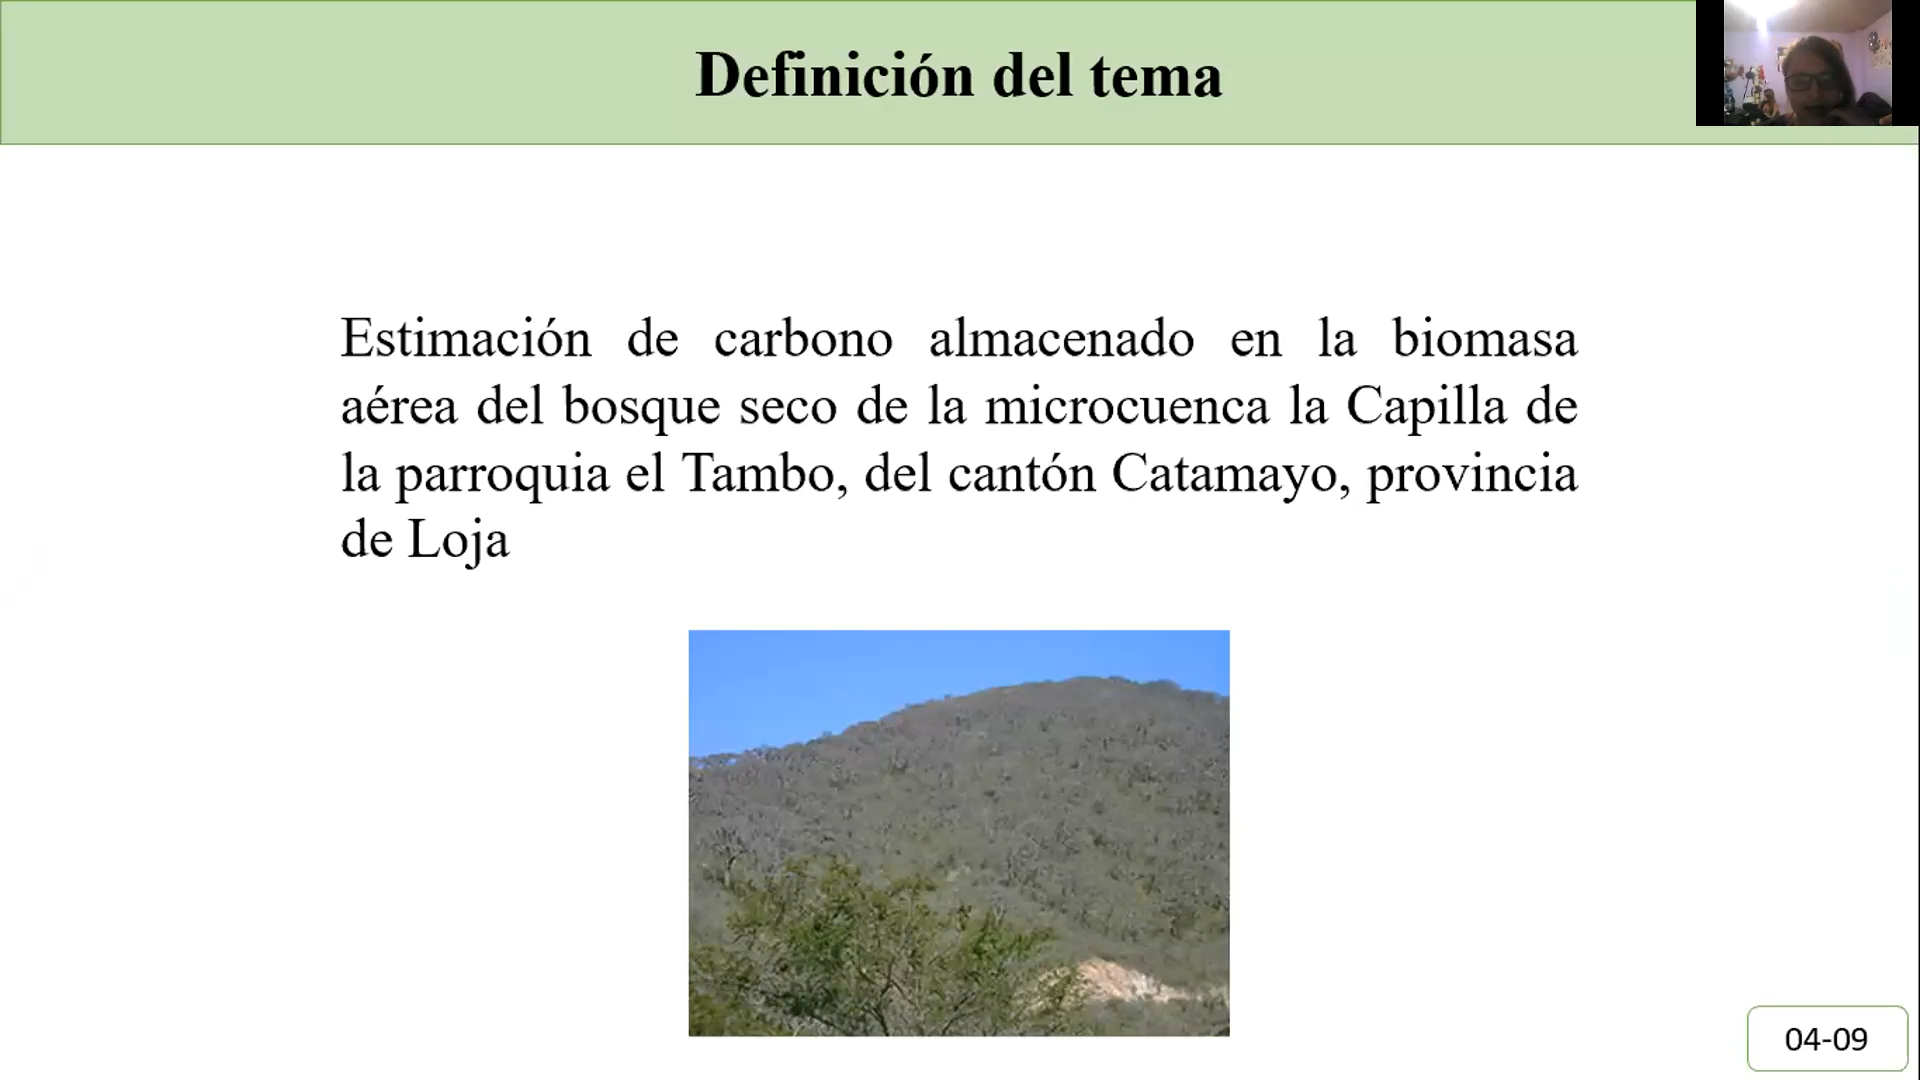 Definición del tema
Estimación de carbono almacenado en la biomasa
aérea del bosque seco de la microcuenca la Capilla de
la parroquia el Tambo, del cantón Catamayo, provincia
de Loja
04-09